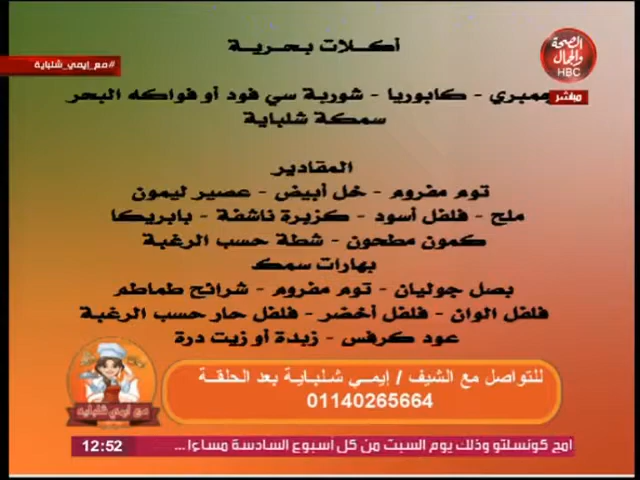 أكلات بحرية
#مع_إيمي_شلباية
الصحة
والجمال
HBC
مباشر
جمبري - كابوريا - شوربة سي فود أو فواكه البحر
سمكة شلباية
المقادير
توم مفروم - خل أبيض - عصير ليمون
ملح - فلفل أسود - كزبرة ناشفة - بابريكا
كمون مطحون - شطة حسب الرغبة
بهارات سمك
بصل جوليان - توم مفروم - شرائح طماطم
فلفل الوان - فلفل أخضر - فلفل حار حسب الرغبة
عود كرفس - زبدة أو زيت درة
للتواصل مع الشيف / إيمي شلباية بعد الحلقة
01140265664
مع إيمي شلباية
12:52
امج كونسلتو وذلك يوم السبت من كل أسبوع السادسة مساءا...